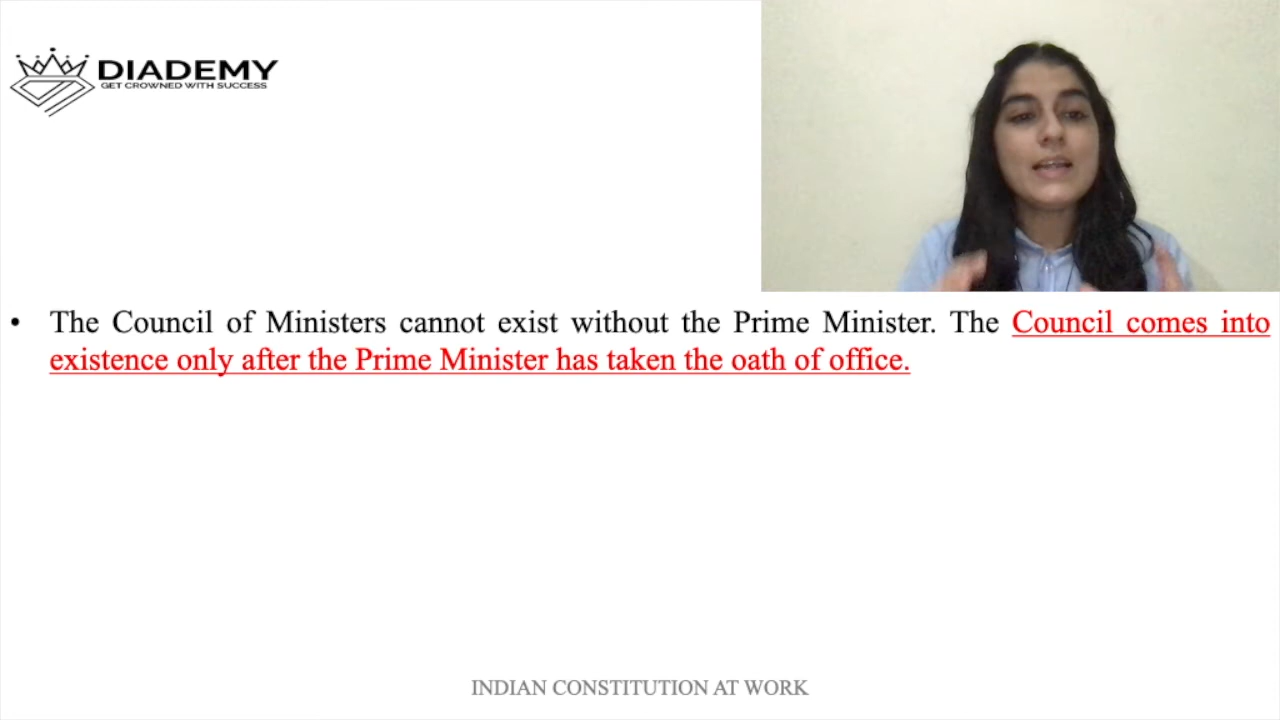 DIADEMY
GET CROWNED WITH SUCCESS
• The Council of Ministers cannot exist without the Prime Minister. The Council comes into
existence only after the Prime Minister has taken the oath of office.
INDIAN CONSTITUTION AT WORK